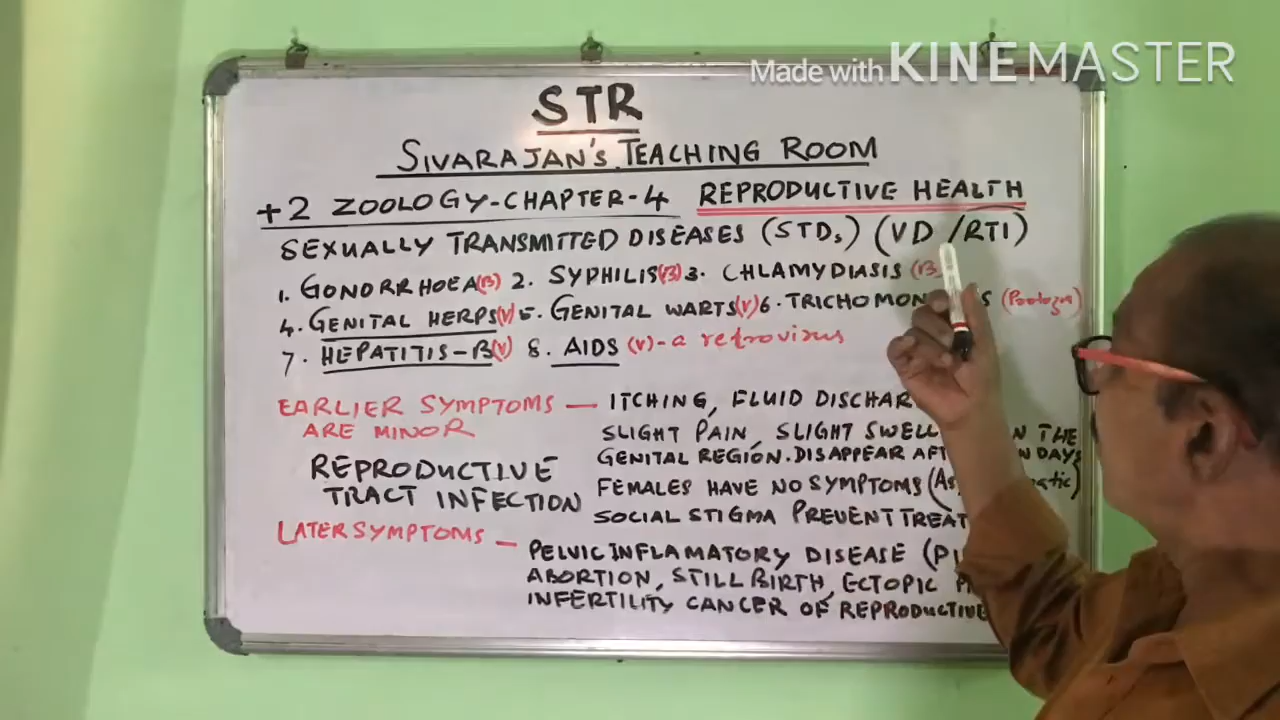 Made with KINEMASTER
STR
SIVARAJAN'S TEACHING ROOM
+2 ZOOLOGY-CHAPTER-4 REPRODUCTIVE HEALTH
SEXUALLY TRANSMITTED DISEASES (STDs) (VD/RTI)
1. GONORRHOEA(B) 2. SYPHILIS(B) 3. CHLAMYDIASIS (B
4. GENITAL HERPS(V) 5. GENITAL WARTS(V) 6. TRICHOMON S
7. HEPATITIS-B(V) 8. AIDS (V)-a retrovirus
EARLIER SYMPTOMS — ITCHING, FLUID DISCHAR
ARE MINOR SLIGHT PAIN, SLIGHT SWELL N THE
GENITAL REGION. DISAPPEAR AFT N DAYS
REPRODUCTIVE
TRACT INFECTION FEMALES HAVE NO SYMPTOMS (As atic)
SOCIAL STIGMA PREVENT TREAT
LATER SYMPTOMS — PELVIC INFLAMATORY DISEASE (PI
ABORTION, STILL BIRTH, ECTOPIC P
INFERTILITY CANCER OF REPRODUCTIVE